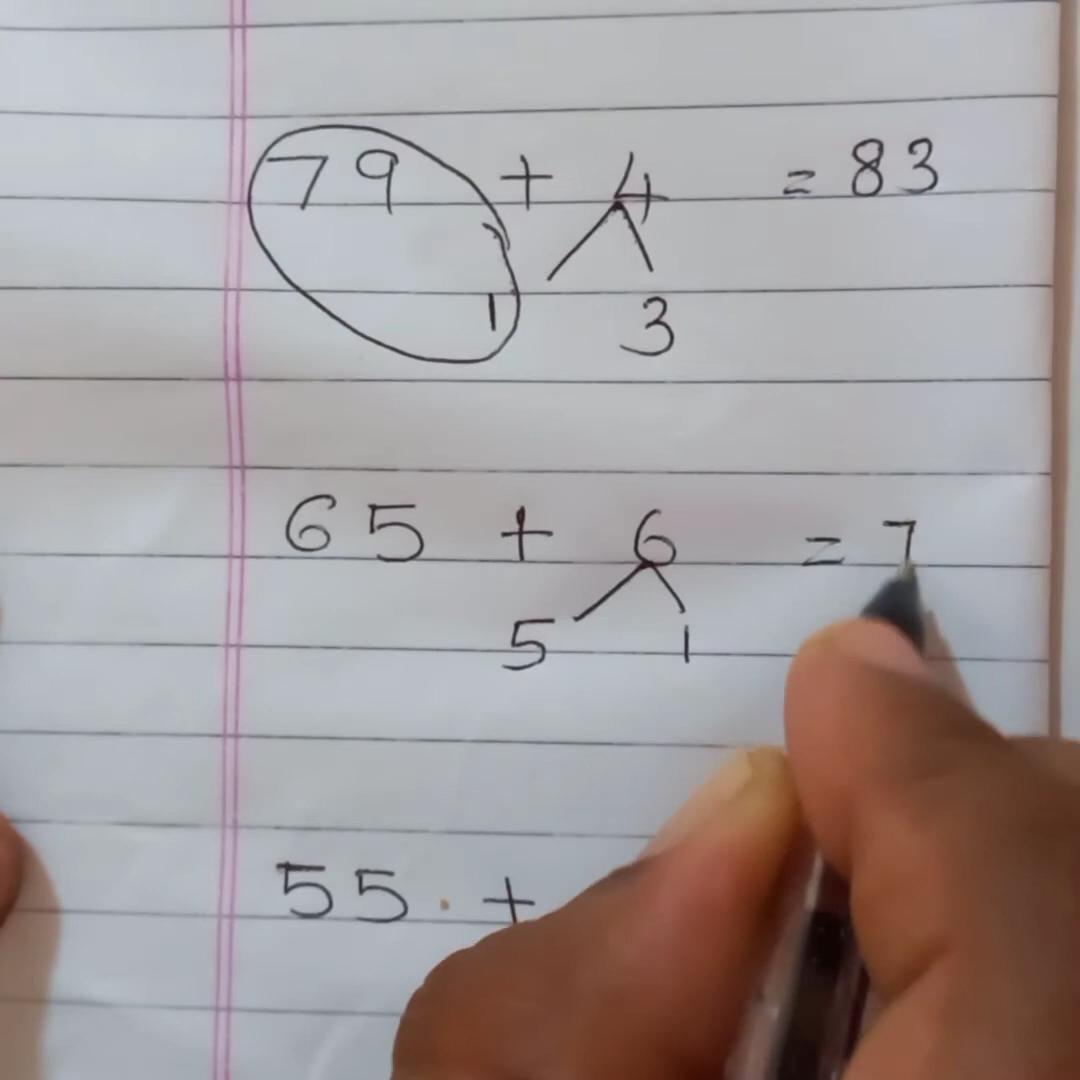 79 + 4 = 83
1 3
65 + 6 = 7
5 1
55 +